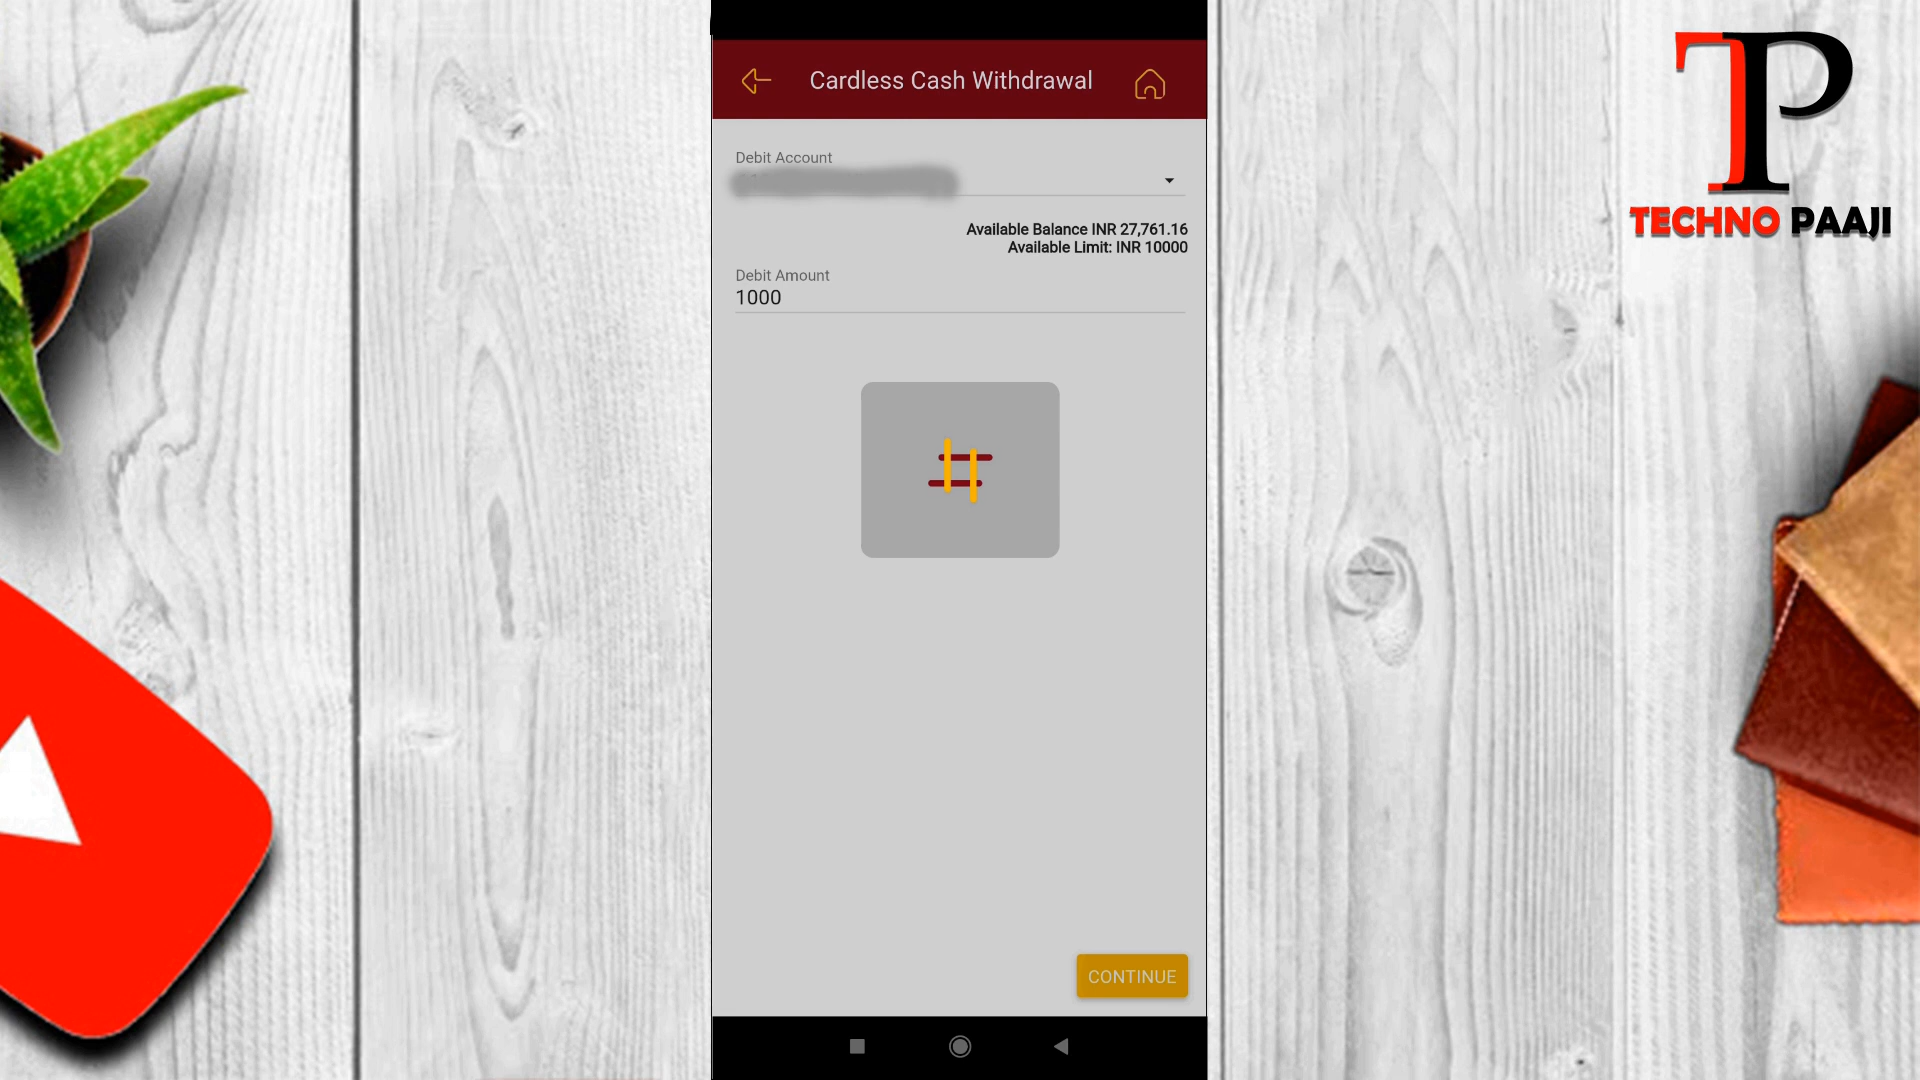 Cardless Cash Withdrawal
Debit Account
Available Balance INR 27,761.16
Available Limit: INR 10000
Debit Amount
1000
CONTINUE
TP
TECHNO PAAJI